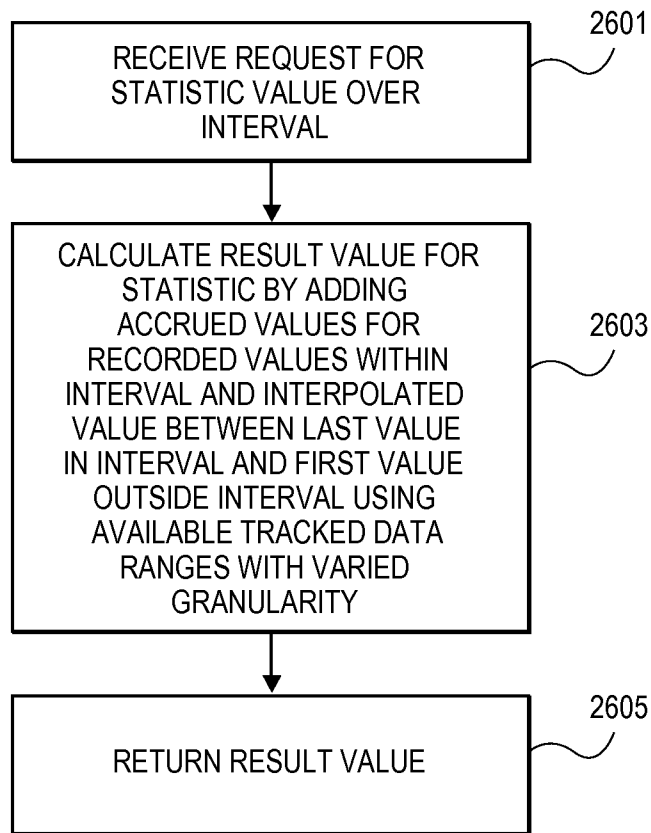 2601
RECEIVE REQUEST FOR
STATISTIC VALUE OVER
INTERVAL
2603
CALCULATE RESULT VALUE FOR
STATISTIC BY ADDING
ACCRUED VALUES FOR
RECORDED VALUES WITHIN
INTERVAL AND INTERPOLATED
VALUE BETWEEN LAST VALUE
IN INTERVAL AND FIRST VALUE
OUTSIDE INTERVAL USING
AVAILABLE TRACKED DATA
RANGES WITH VARIED
GRANULARITY
2605
RETURN RESULT VALUE